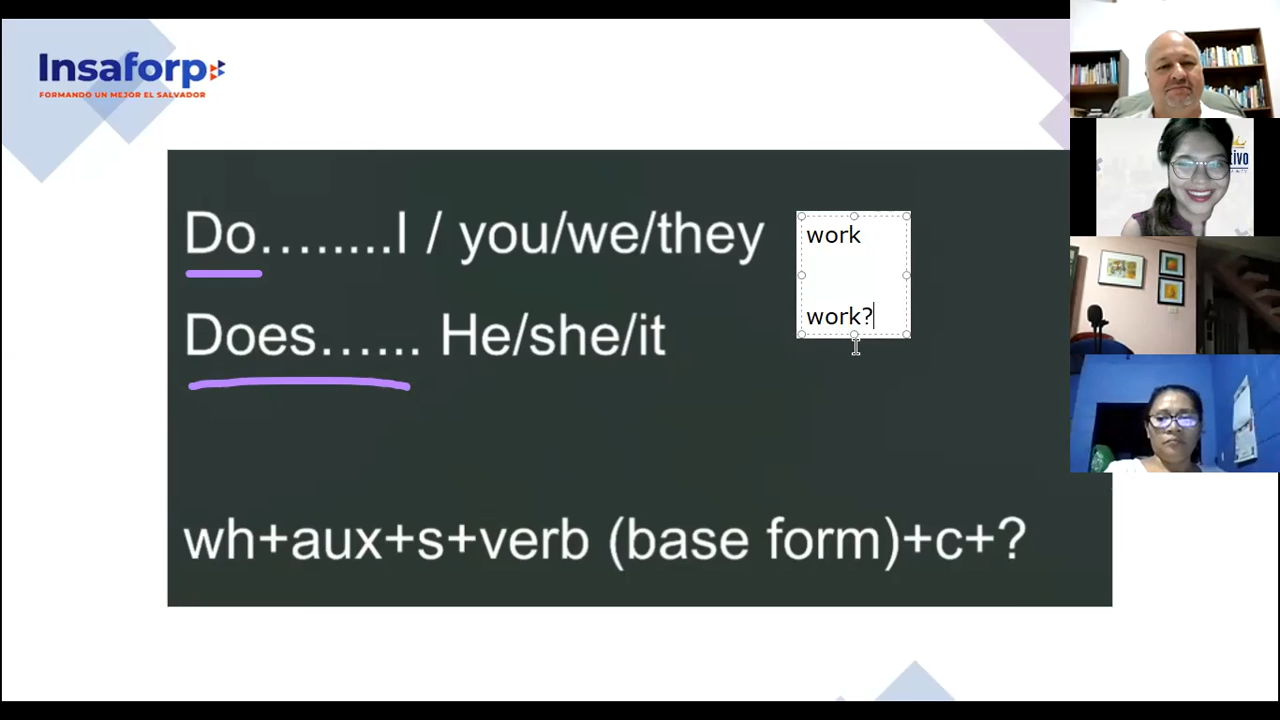 Insaforp
FORMANDO UN MEJOR EL SALVADOR
Do…......I / you/we/they
work
Does…... He/she/it
work?
wh+aux+s+verb (base form)+c+?